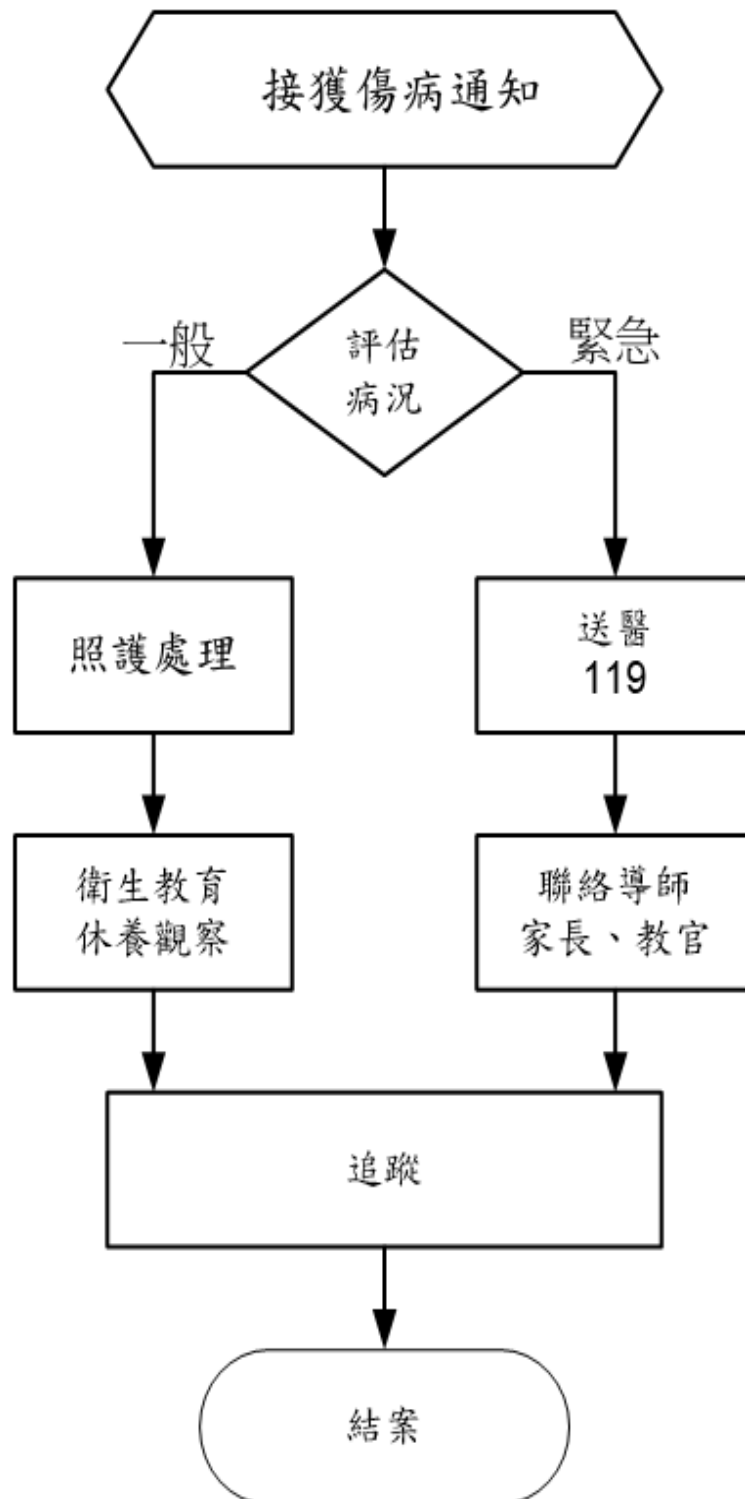 接獲傷病通知
一般
評估
病況
緊急
照護處理
送醫
119
衛生教育
休養觀察
聯絡導師
家長、教官
追蹤
結案